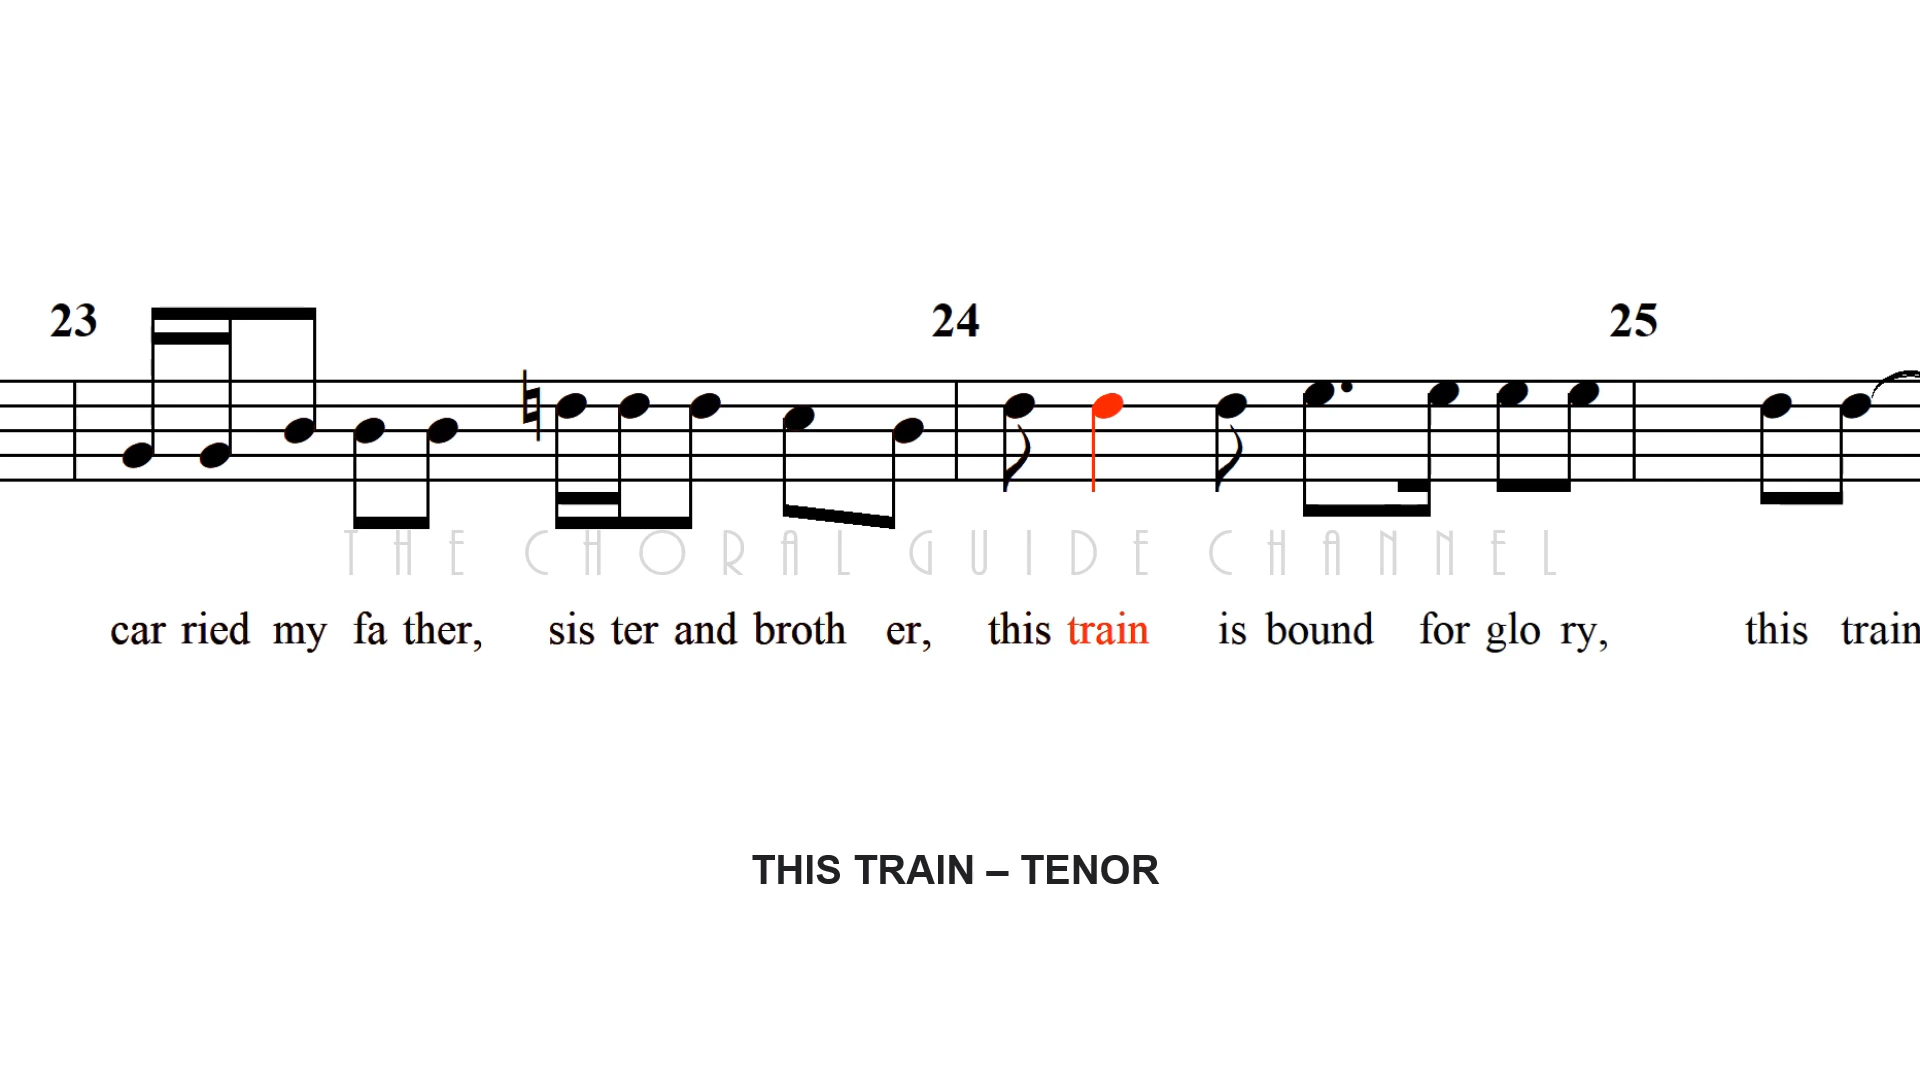 23 24 25
THE CHORAL GUIDE CHANNEL
car ried my fa ther, sis ter and broth er, this train is bound for glo ry, this train
THIS TRAIN – TENOR